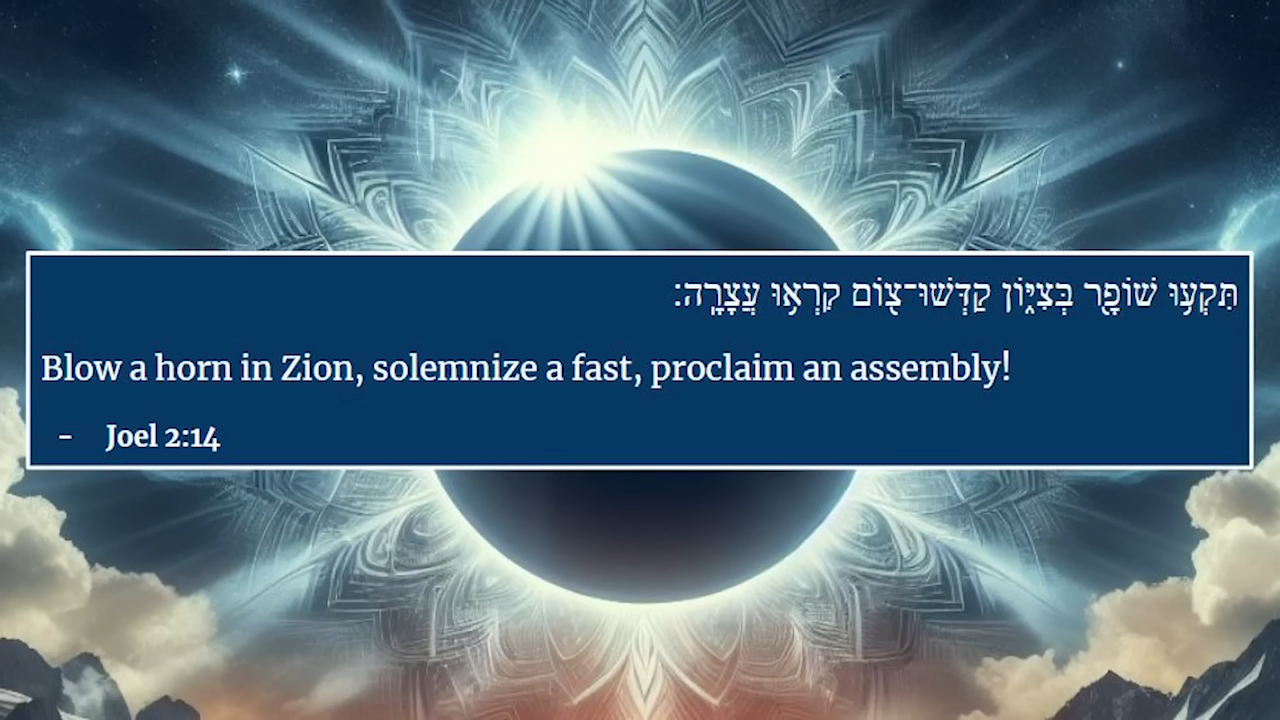 תִּקְע֥וּ שׁוֹפָ֖ר בְּצִיּ֑וֹן קַדְּשׁוּ־צ֖וֹם קִרְא֥וּ עֲצָרָֽה׃
Blow a horn in Zion, solemnize a fast, proclaim an assembly!
- Joel 2:14